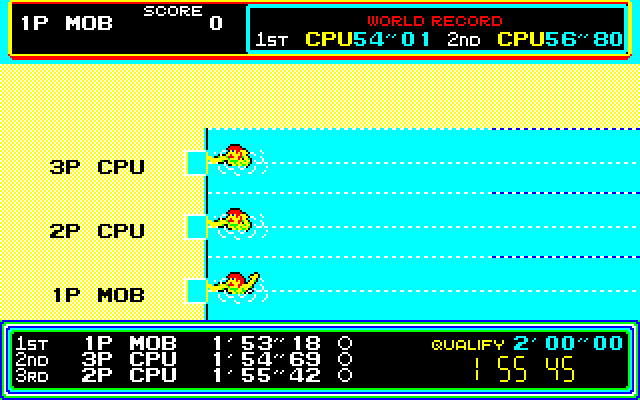 1P MOB SCORE 0
WORLD RECORD
1ST CPU54"01 2ND CPU56"80
3P CPU
2P CPU
1P MOB
1ST 1P MOB 1'53"18 ○
2ND 3P CPU 1'54"69 ○
3RD 2P CPU 1'55"42 ○
QUALIFY 2'00"00
1 55 45